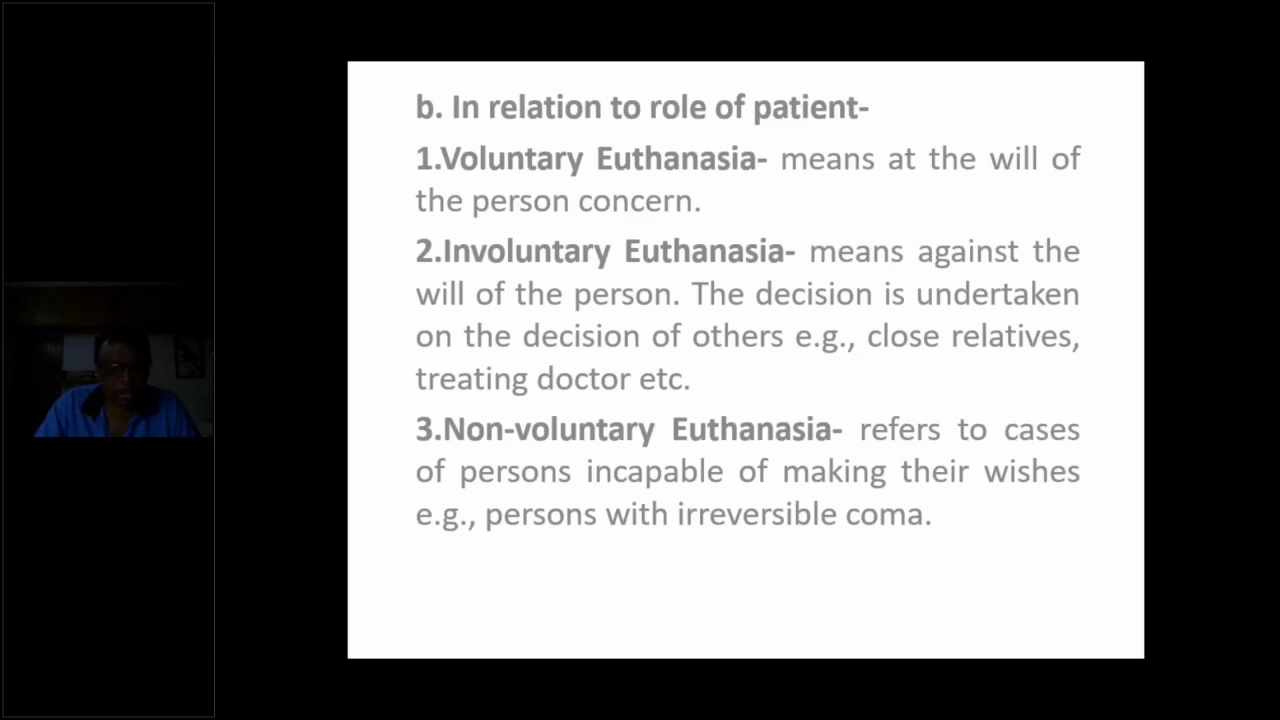 b. In relation to role of patient-
1.Voluntary Euthanasia- means at the will of
the person concern.
2.Involuntary Euthanasia- means against the
will of the person. The decision is undertaken
on the decision of others e.g., close relatives,
treating doctor etc.
3.Non-voluntary Euthanasia- refers to cases
of persons incapable of making their wishes
e.g., persons with irreversible coma.